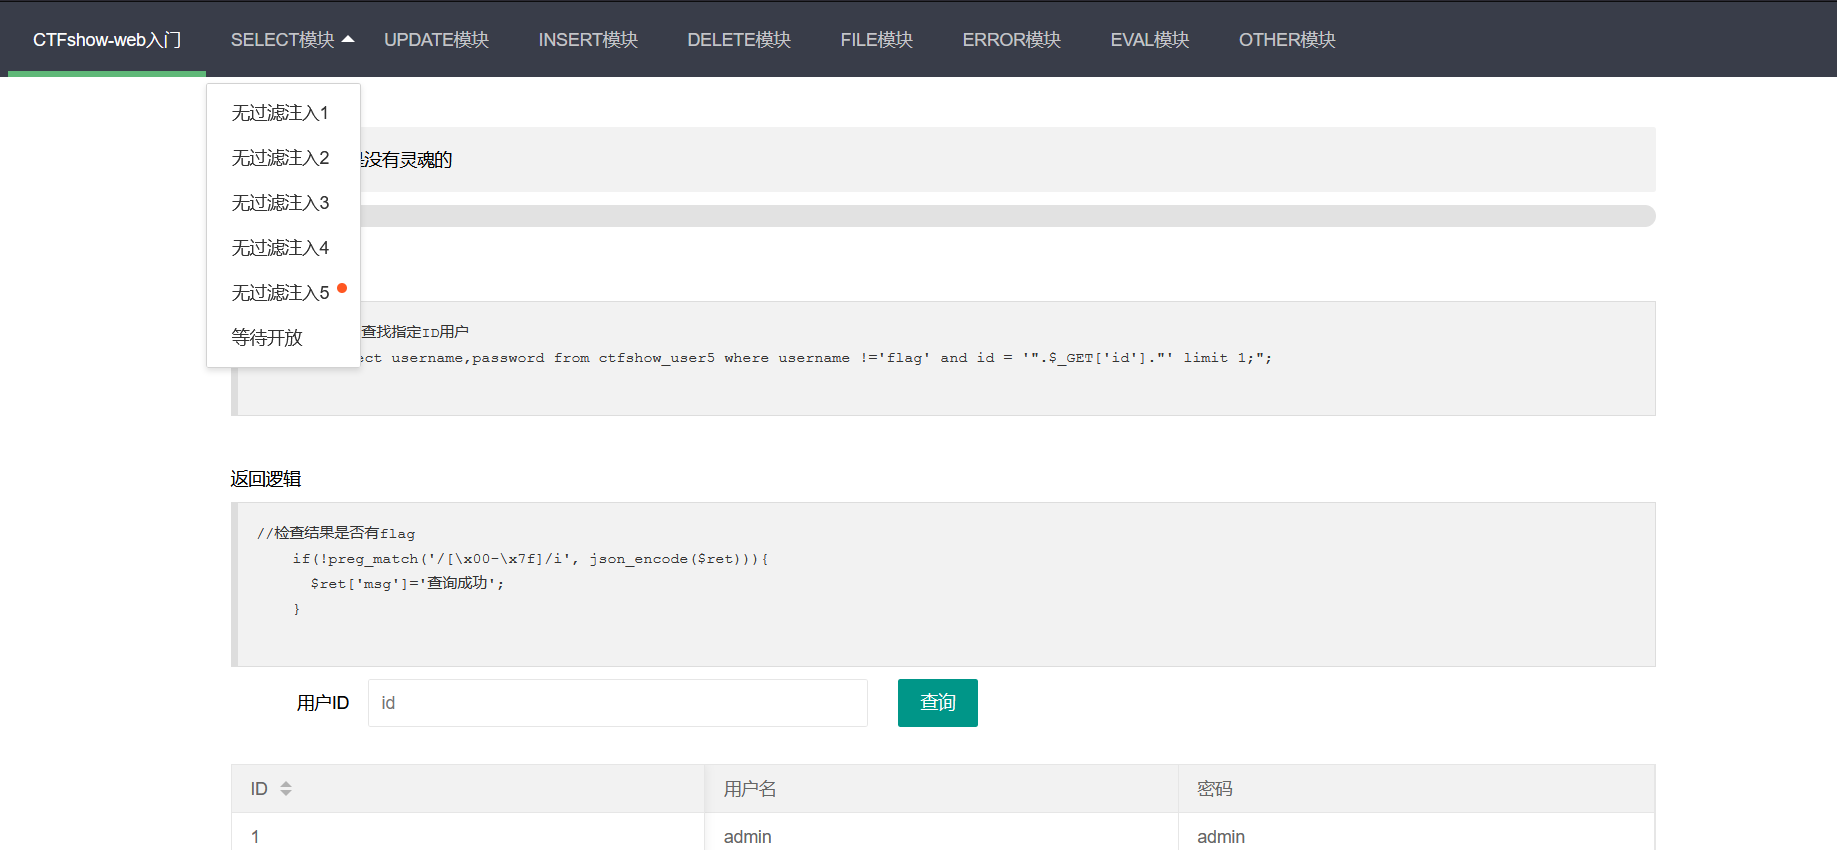 CTFshow-web入门 SELECT模块 UPDATE模块 INSERT模块 DELETE模块 FILE模块 ERROR模块 EVAL模块 OTHER模块
无过滤注入1
无过滤注入2
没有灵魂的
无过滤注入3
无过滤注入4
无过滤注入5
等待开放
查找指定ID用户
ect username,password from ctfshow_user5 where username !='flag' and id = '".$_GET['id']."' limit 1;";
返回逻辑
//检查结果是否有flag
if(!preg_match('/[\x00-\x7f]/i', json_encode($ret))){
$ret['msg']='查询成功';
}
用户ID id 查询
ID 用户名 密码
1 admin admin